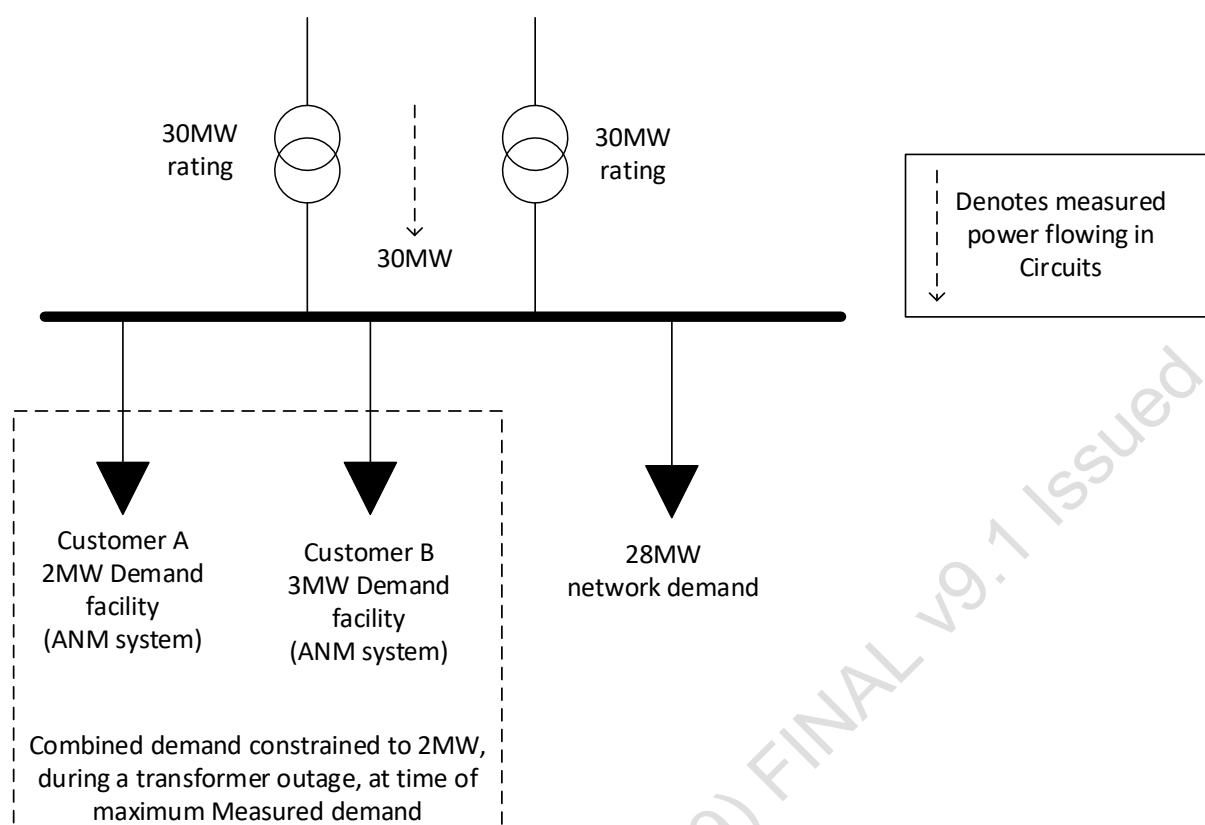 30MW
rating
30MW
30MW
rating
Denotes measured
power flowing in
Circuits
Customer A
2MW Demand
facility
(ANM system)
Customer B
3MW Demand
facility
(ANM system)
28MW
network demand
Combined demand constrained to 2MW,
during a transformer outage, at time of
maximum Measured demand
9) FINAL v9.1 Issued